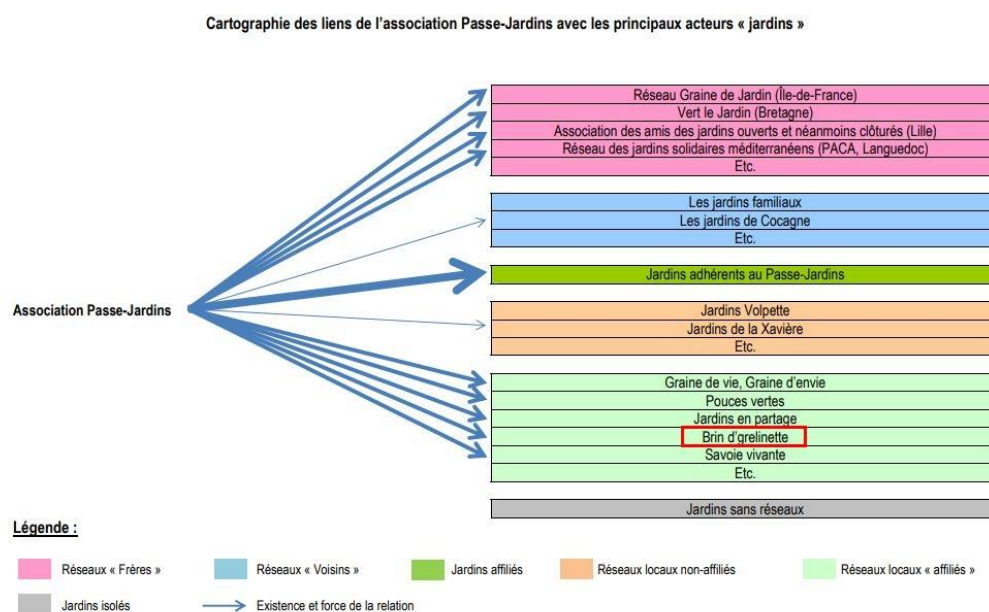 Cartographie des liens de l'association Passe-Jardins avec les principaux acteurs « jardins »
Réseau Graine de Jardin (Île-de-France)
Vert le Jardin (Bretagne)
Association des amis des jardins ouverts et néanmoins clôturés (Lille)
Réseau des jardins solidaires méditerranéens (PACA, Languedoc)
Etc.
Les jardins familiaux
Les jardins de Cocagne
Etc.
Jardins adhérents au Passe-Jardins
Association Passe-Jardins
Jardins Volpette
Jardins de la Xavière
Etc.
Graine de vie, Graine d'envie
Pouces vertes
Jardins en partage
Brin d'grelinette
Savoie vivante
Etc.
Jardins sans réseaux
Légende :
Réseaux « Frères »
Réseaux « Voisins »
Jardins affiliés
Réseaux locaux non-affiliés
Réseaux locaux « affiliés »
Jardins isolés
Existence et force de la relation